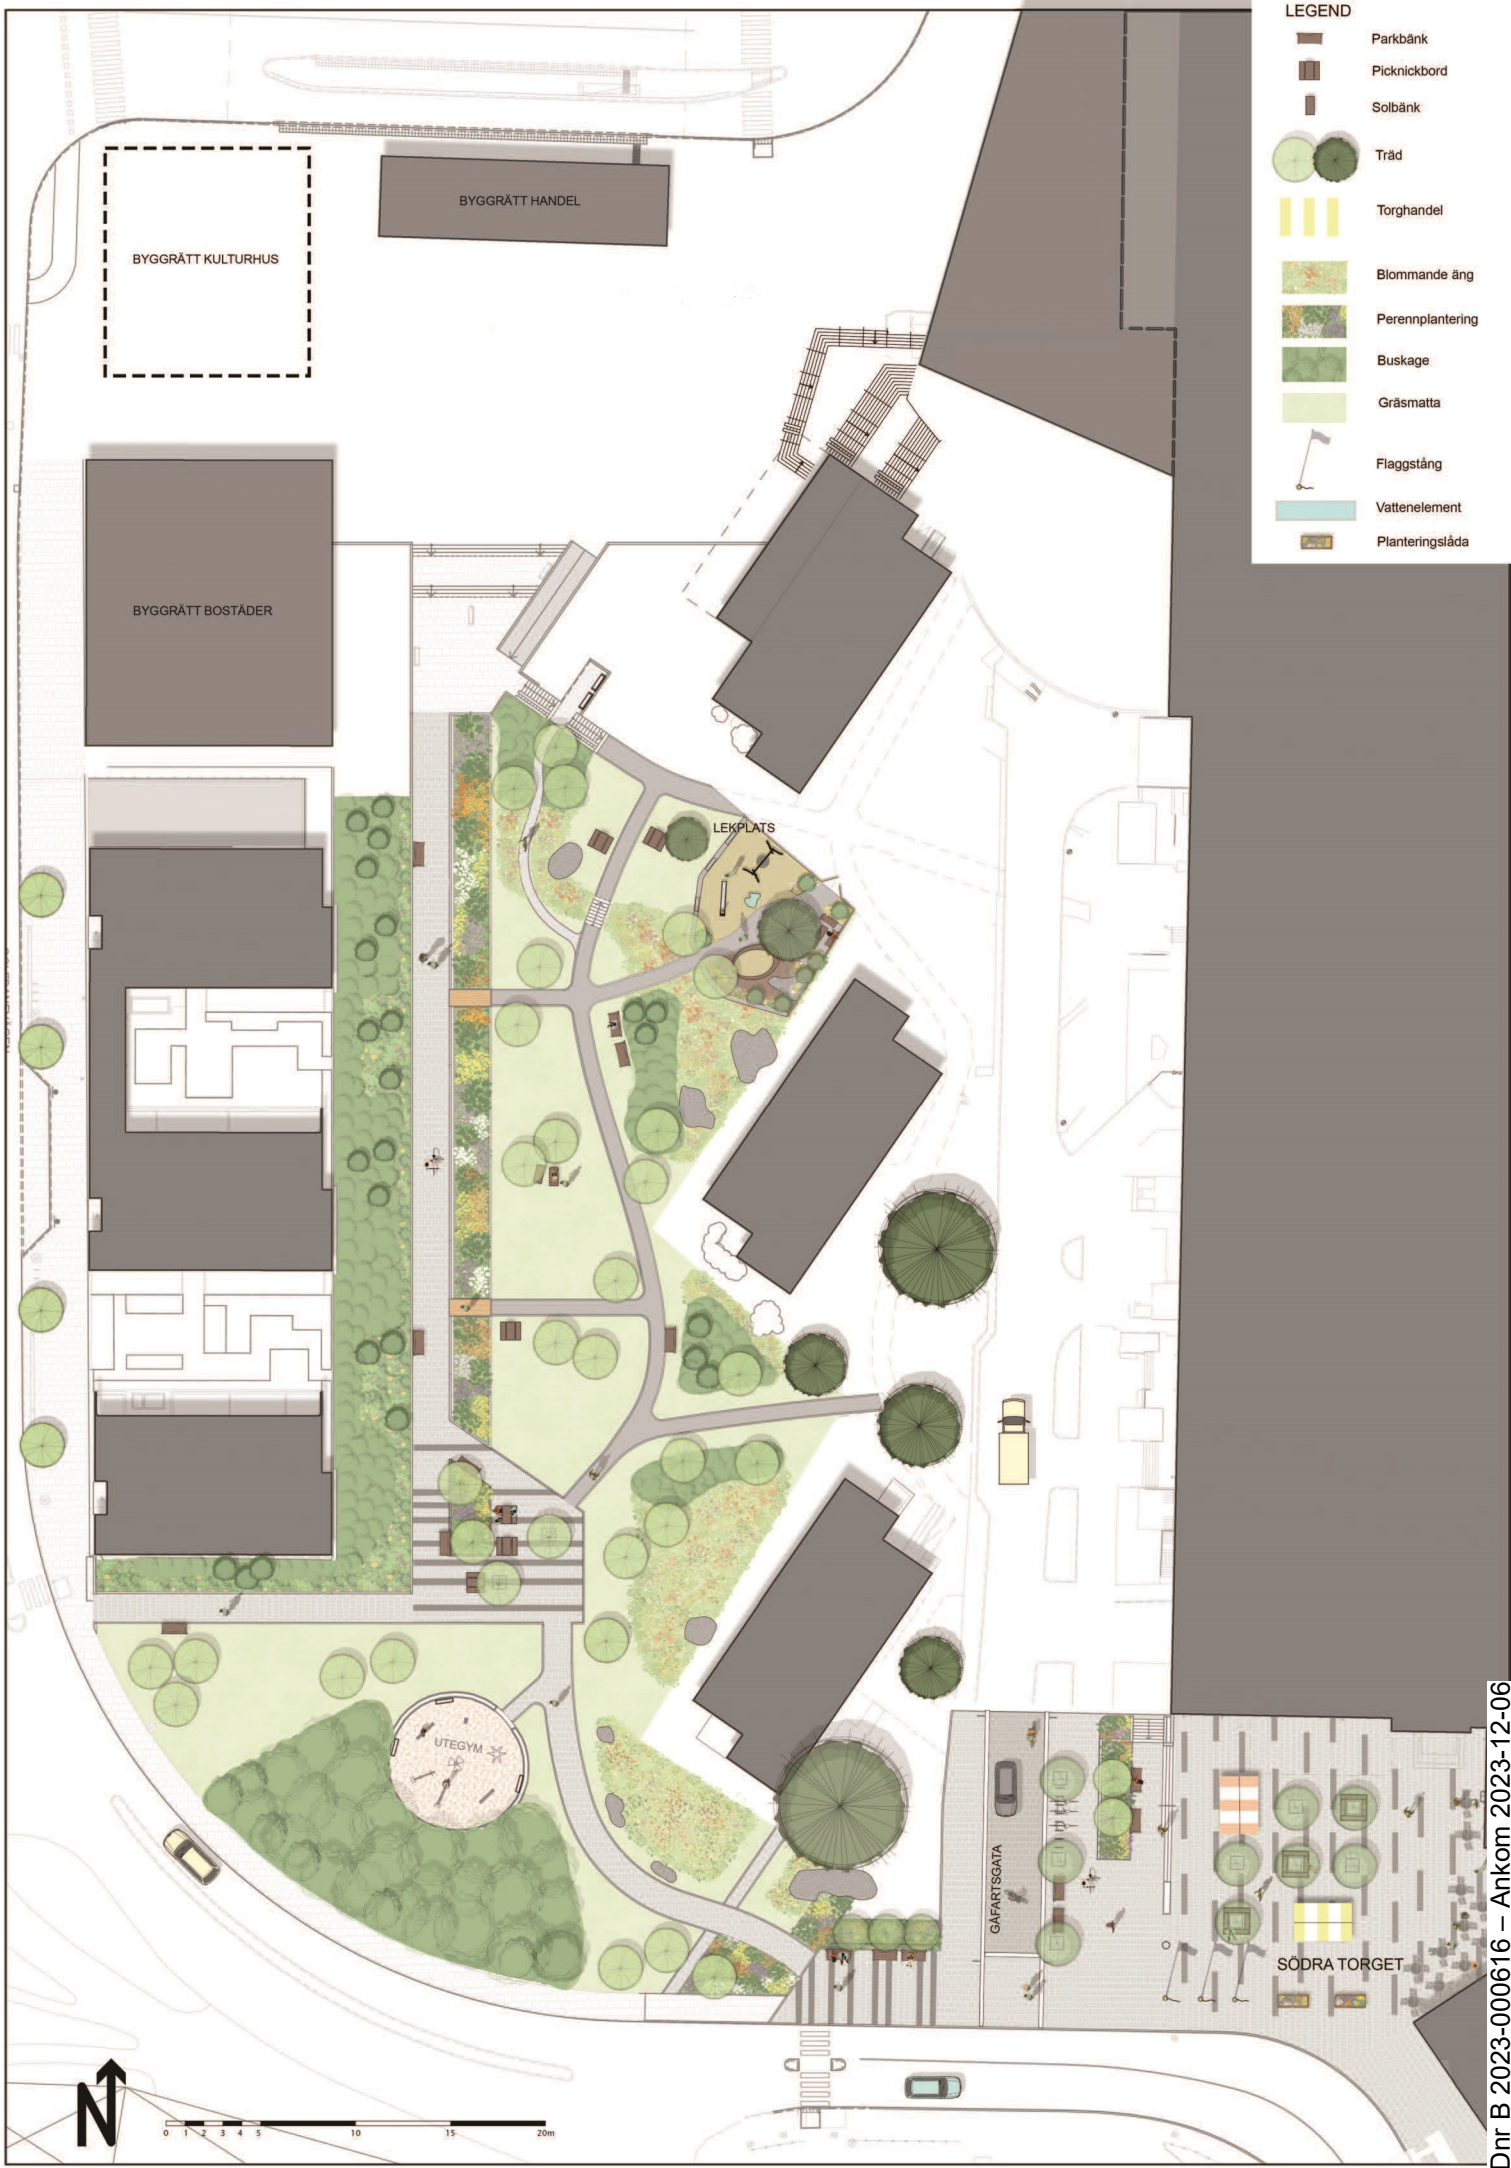 LEGEND
Parkbänk
Picknickbord
Solbänk
Träd
Torghandel
Blommande äng
Perennplantering
Buskage
Gräsmatta
Flaggstång
Vattenelement
Planteringslåda
BYGGRÄTT HANDEL
BYGGRÄTT KULTURHUS
BYGGRÄTT BOSTÄDER
LEKPLATS
UTEGYM
GÅFARTSGATA
SÖDRA TORGET
N
0 1 2 3 4 5 10 15 20m
Dnr B 2023-000616 – Ankom 2023-12-06